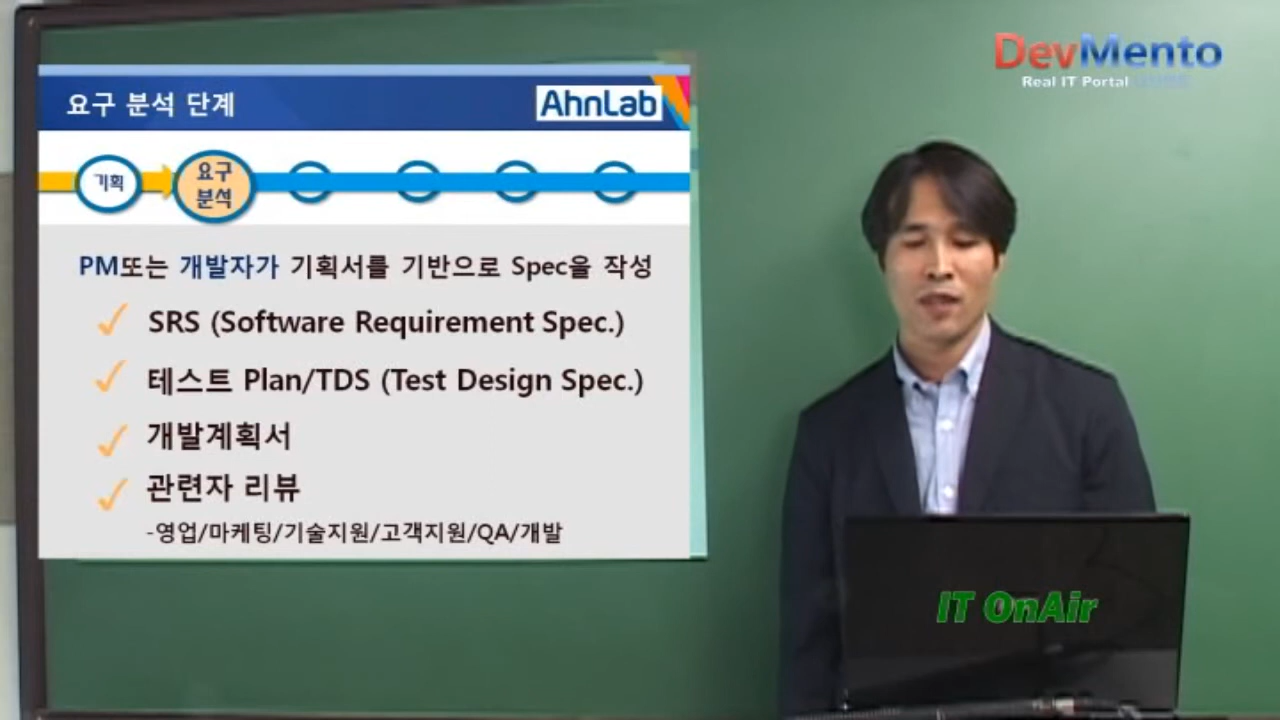 DevMento
Real IT Portal
요구 분석 단계
AhnLab
기획
요구
분석
PM또는 개발자가 기획서를 기반으로 Spec을 작성
✓ SRS (Software Requirement Spec.)
✓ 테스트 Plan/TDS (Test Design Spec.)
✓ 개발계획서
✓ 관련자 리뷰
-영업/마케팅/기술지원/고객지원/QA/개발
IT OnAir